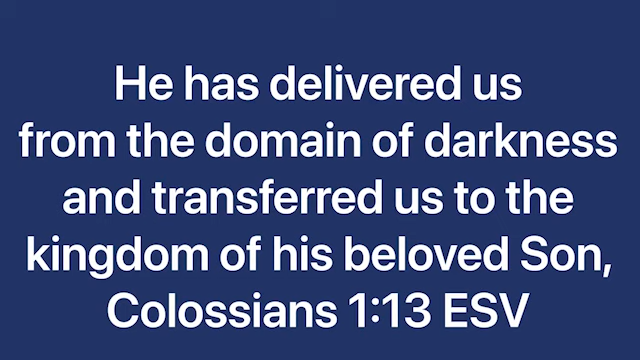 He has delivered us
from the domain of darkness
and transferred us to the
kingdom of his beloved Son,
Colossians 1:13 ESV